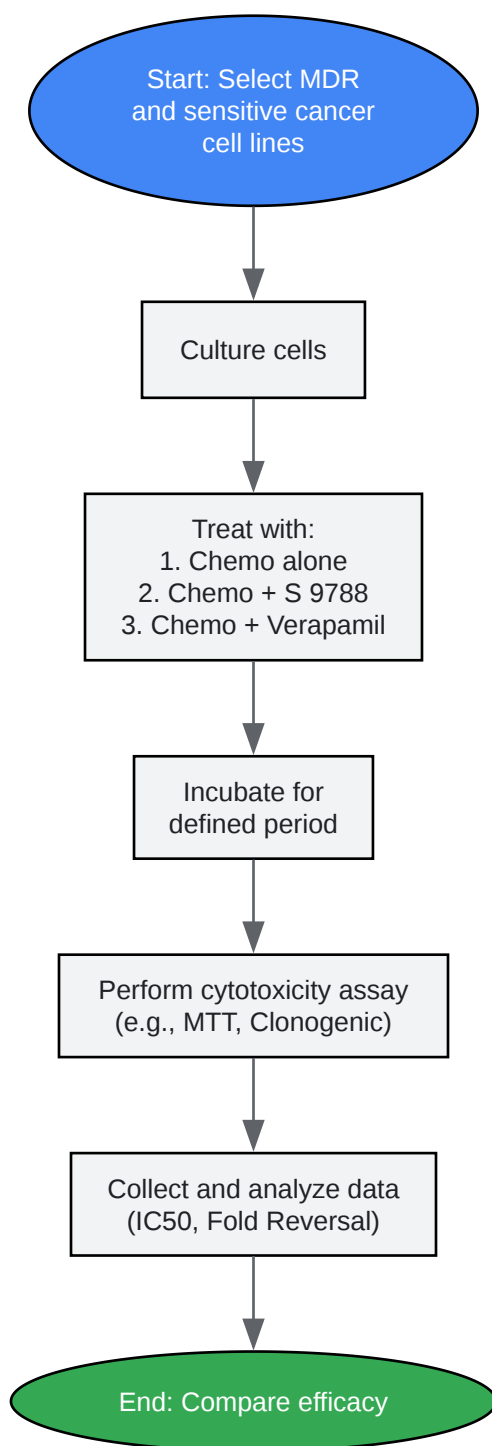 Start: Select MDR
and sensitive cancer
cell lines
Culture cells
Treat with:
1. Chemo alone
2. Chemo + S 9788
3. Chemo + Verapamil
Incubate for
defined period
Perform cytotoxicity assay
(e.g., MTT, Clonogenic)
Collect and analyze data
(IC50, Fold Reversal)
End: Compare efficacy